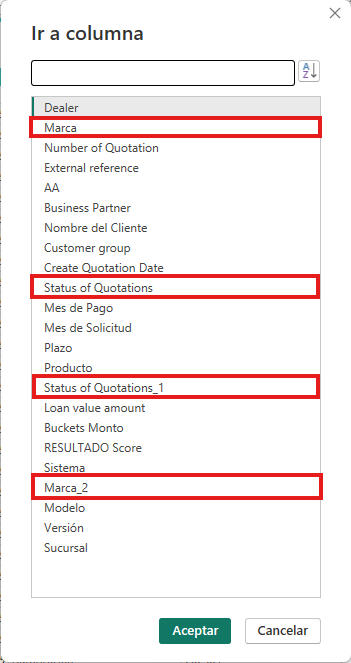 Ir a columna
A
Z
Dealer
Marca
Number of Quotation
External reference
AA
Business Partner
Nombre del Cliente
Customer group
Create Quotation Date
Status of Quotations
Mes de Pago
Mes de Solicitud
Plazo
Producto
Status of Quotations_1
Loan value amount
Buckets Monto
RESULTADO Score
Sistema
Marca_2
Modelo
Versión
Sucursal
Aceptar Cancelar